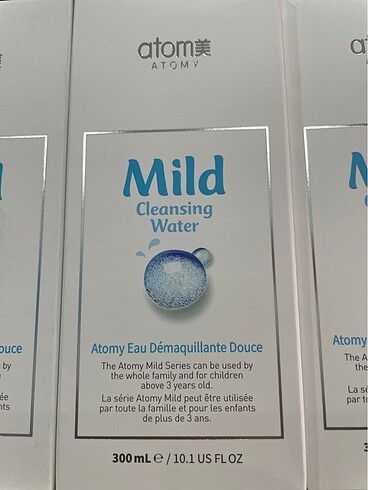 atom美
ATOMY
Mild
Cleansing
Water
Atomy Eau Démaquillante Douce
The Atomy Mild Series can be used by
the whole family and for children
above 3 years old.
La série Atomy Mild peut être utilisée
par toute la famille et pour les enfants
de plus de 3 ans.
300 mL ℮ / 10.1 US FL OZ